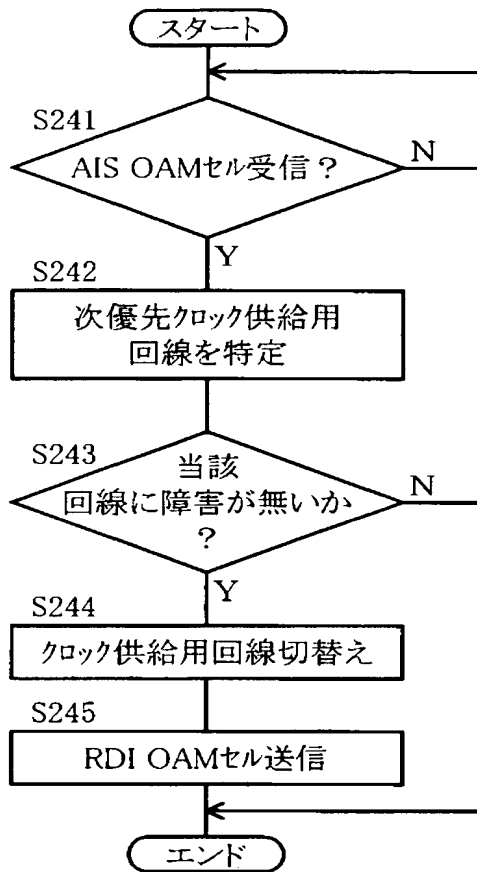 スタート
S241
AIS OAMセル受信？
N
Y
S242
次優先クロック供給用
回線を特定
S243
当該
回線に障害が無いか
？
N
Y
S244
クロック供給用回線切替え
S245
RDI OAMセル送信
エンド